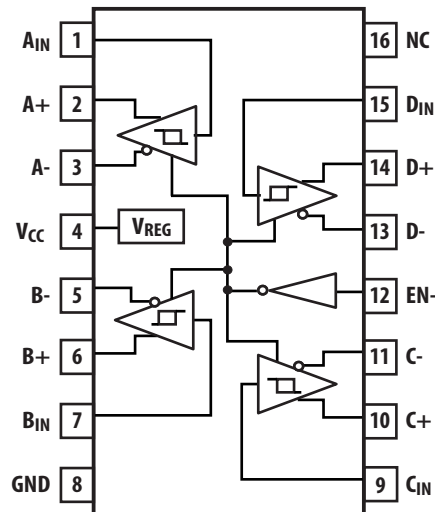 A_IN 1
A+ 2
A- 3
V_CC 4 V_REG
B- 5
B+ 6
B_IN 7
GND 8
16 NC
15 D_IN
14 D+
13 D-
12 EN-
11 C-
10 C+
9 C_IN